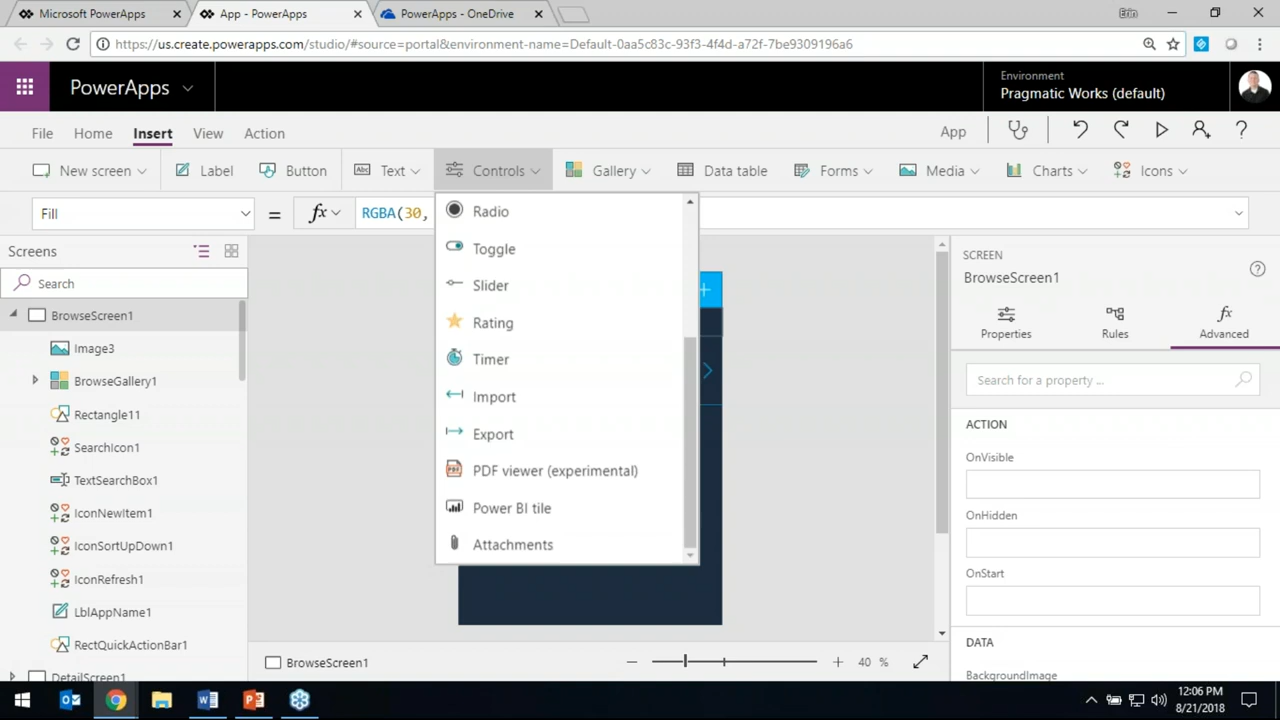 Microsoft PowerApps
App - PowerApps
PowerApps - OneDrive
Erin
https://us.create.powerapps.com/studio/#source=portal&environment-name=Default-0aa5c83c-93f3-4f4d-a72f-7be9309196a6
PowerApps
Environment
Pragmatic Works (default)
File Home Insert View Action App
New screen Label Button Text Controls Gallery Data table Forms Media Charts Icons
Fill = fx RGBA(30,
Screens
Search
BrowseScreen1
Image3
BrowseGallery1
Rectangle11
SearchIcon1
TextSearchBox1
IconNewItem1
IconSortUpDown1
IconRefresh1
LblAppName1
RectQuickActionBar1
DetailScreen1
Radio
Toggle
Slider
Rating
Timer
Import
Export
PDF viewer (experimental)
Power BI tile
Attachments
BrowseScreen1
40 %
SCREEN
BrowseScreen1
Properties Rules Advanced
Search for a property ...
ACTION
OnVisible
OnHidden
OnStart
DATA
BackgroundImage
12:06 PM
8/21/2018